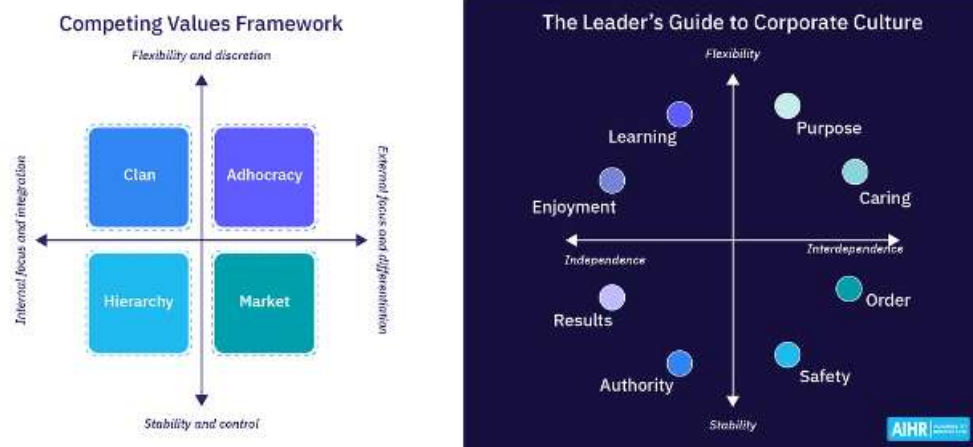 Competing Values Framework
Flexibility and discretion
Internal focus and integration
External focus and differentiation
Clan
Adhocracy
Hierarchy
Market
Stability and control
The Leader's Guide to Corporate Culture
Flexibility
Learning
Purpose
Enjoyment
Caring
Independence
Interdependence
Results
Order
Authority
Safety
Stability
AIHR